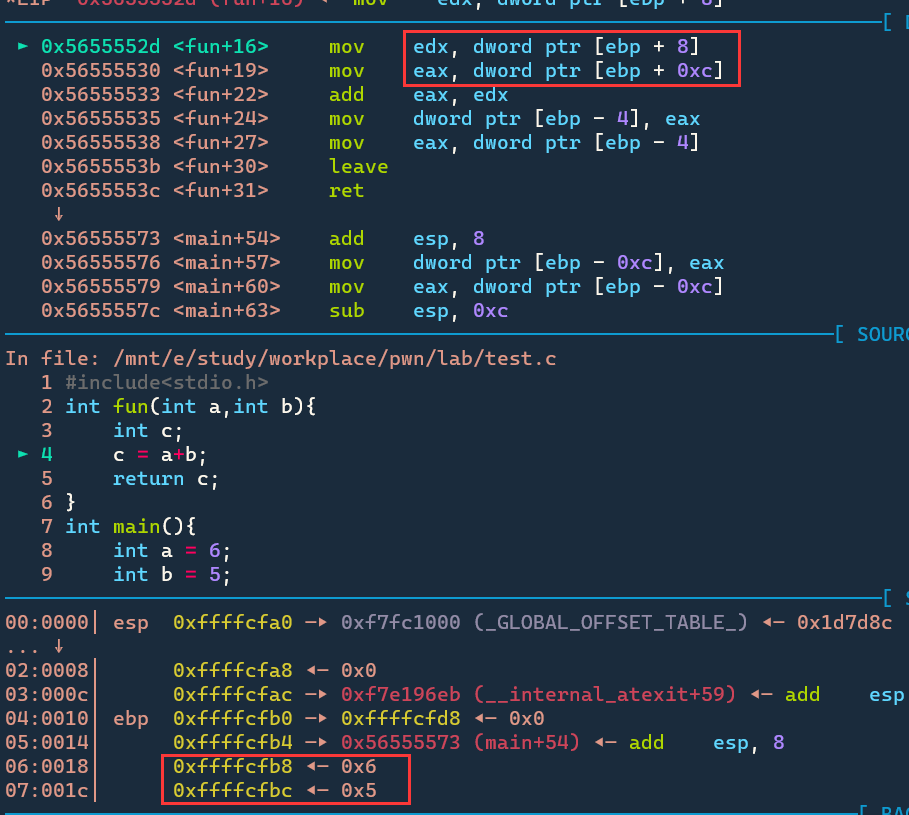 *EIP  0x5655552d (fun+16) ◂— mov    edx, dword ptr [ebp + 8]
[ D
► 0x5655552d <fun+16>    mov    edx, dword ptr [ebp + 8]
0x56555530 <fun+19>    mov    eax, dword ptr [ebp + 0xc]
0x56555533 <fun+22>    add    eax, edx
0x56555535 <fun+24>    mov    dword ptr [ebp - 4], eax
0x56555538 <fun+27>    mov    eax, dword ptr [ebp - 4]
0x5655553b <fun+30>    leave
0x5655553c <fun+31>    ret
↓
0x56555573 <main+54>    add    esp, 8
0x56555576 <main+57>    mov    dword ptr [ebp - 0xc], eax
0x56555579 <main+60>    mov    eax, dword ptr [ebp - 0xc]
0x5655557c <main+63>    sub    esp, 0xc
[ SOURC
In file: /mnt/e/study/workplace/pwn/lab/test.c
1 #include<stdio.h>
2 int fun(int a,int b){
3     int c;
► 4     c = a+b;
5     return c;
6 }
7 int main(){
8     int a = 6;
9     int b = 5;
[ S
00:0000│ esp  0xffffcfa0 —▸ 0xf7fc1000 (_GLOBAL_OFFSET_TABLE_) ◂— 0x1d7d8c
... ↓
02:0008│      0xffffcfa8 ◂— 0x0
03:000c│      0xffffcfac —▸ 0xf7e196eb (__internal_atexit+59) ◂— add    esp
04:0010│ ebp  0xffffcfb0 —▸ 0xffffcfd8 ◂— 0x0
05:0014│      0xffffcfb4 —▸ 0x56555573 (main+54) ◂— add    esp, 8
06:0018│      0xffffcfb8 ◂— 0x6
07:001c│      0xffffcfbc ◂— 0x5
[ BAC